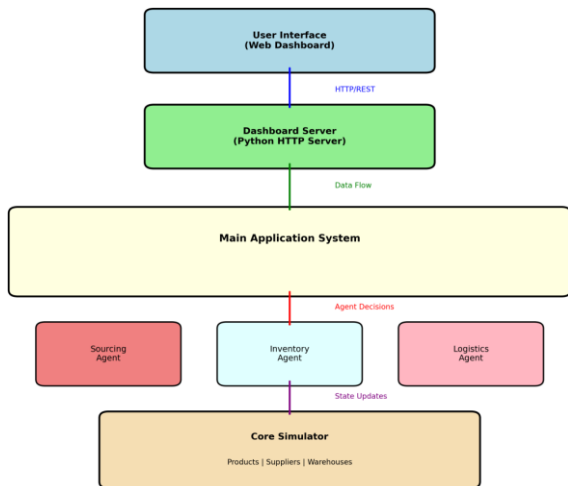 User Interface
(Web Dashboard)
HTTP/REST
Dashboard Server
(Python HTTP Server)
Data Flow
Main Application System
Agent Decisions
Sourcing
Agent
Inventory
Agent
Logistics
Agent
State Updates
Core Simulator
Products | Suppliers | Warehouses